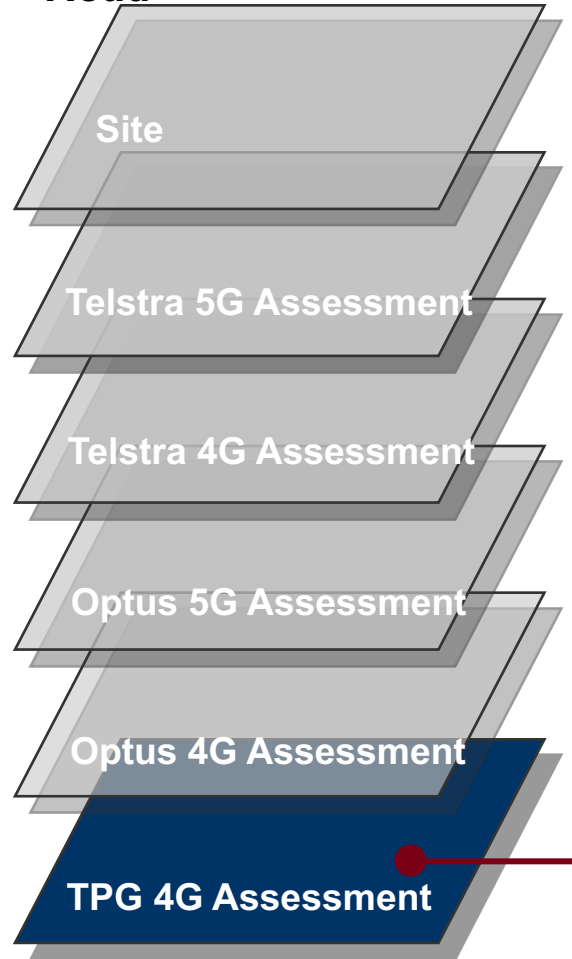 Site
Telstra 5G Assessment
Telstra 4G Assessment
Optus 5G Assessment
Optus 4G Assessment
TPG 4G Assessment